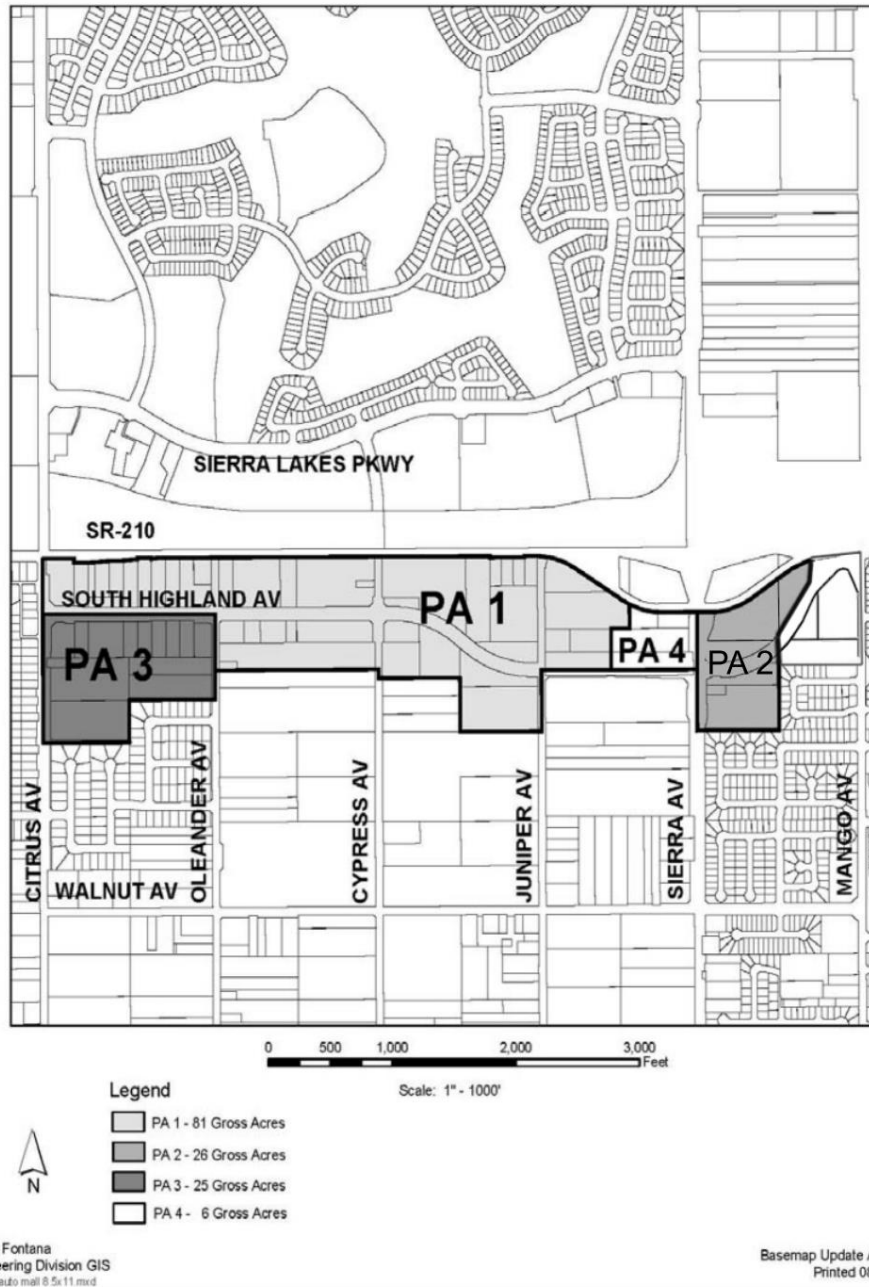 SIERRA LAKES PKWY
SR-210
SOUTH HIGHLAND AV
PA 1
PA 3
PA 4
PA 2
CITRUS AV
OLEANDER AV
CYPRESS AV
JUNIPER AV
SIERRA AV
MANGO AV
WALNUT AV
0 500 1,000 2,000 3,000
Feet
Scale: 1" - 1000'
Legend
PA 1 - 81 Gross Acres
PA 2 - 26 Gross Acres
PA 3 - 25 Gross Acres
PA 4 - 6 Gross Acres
N
Fontana
eering Division GIS
auto mall 8.5x11.mxd
Basemap Update
Printed 08